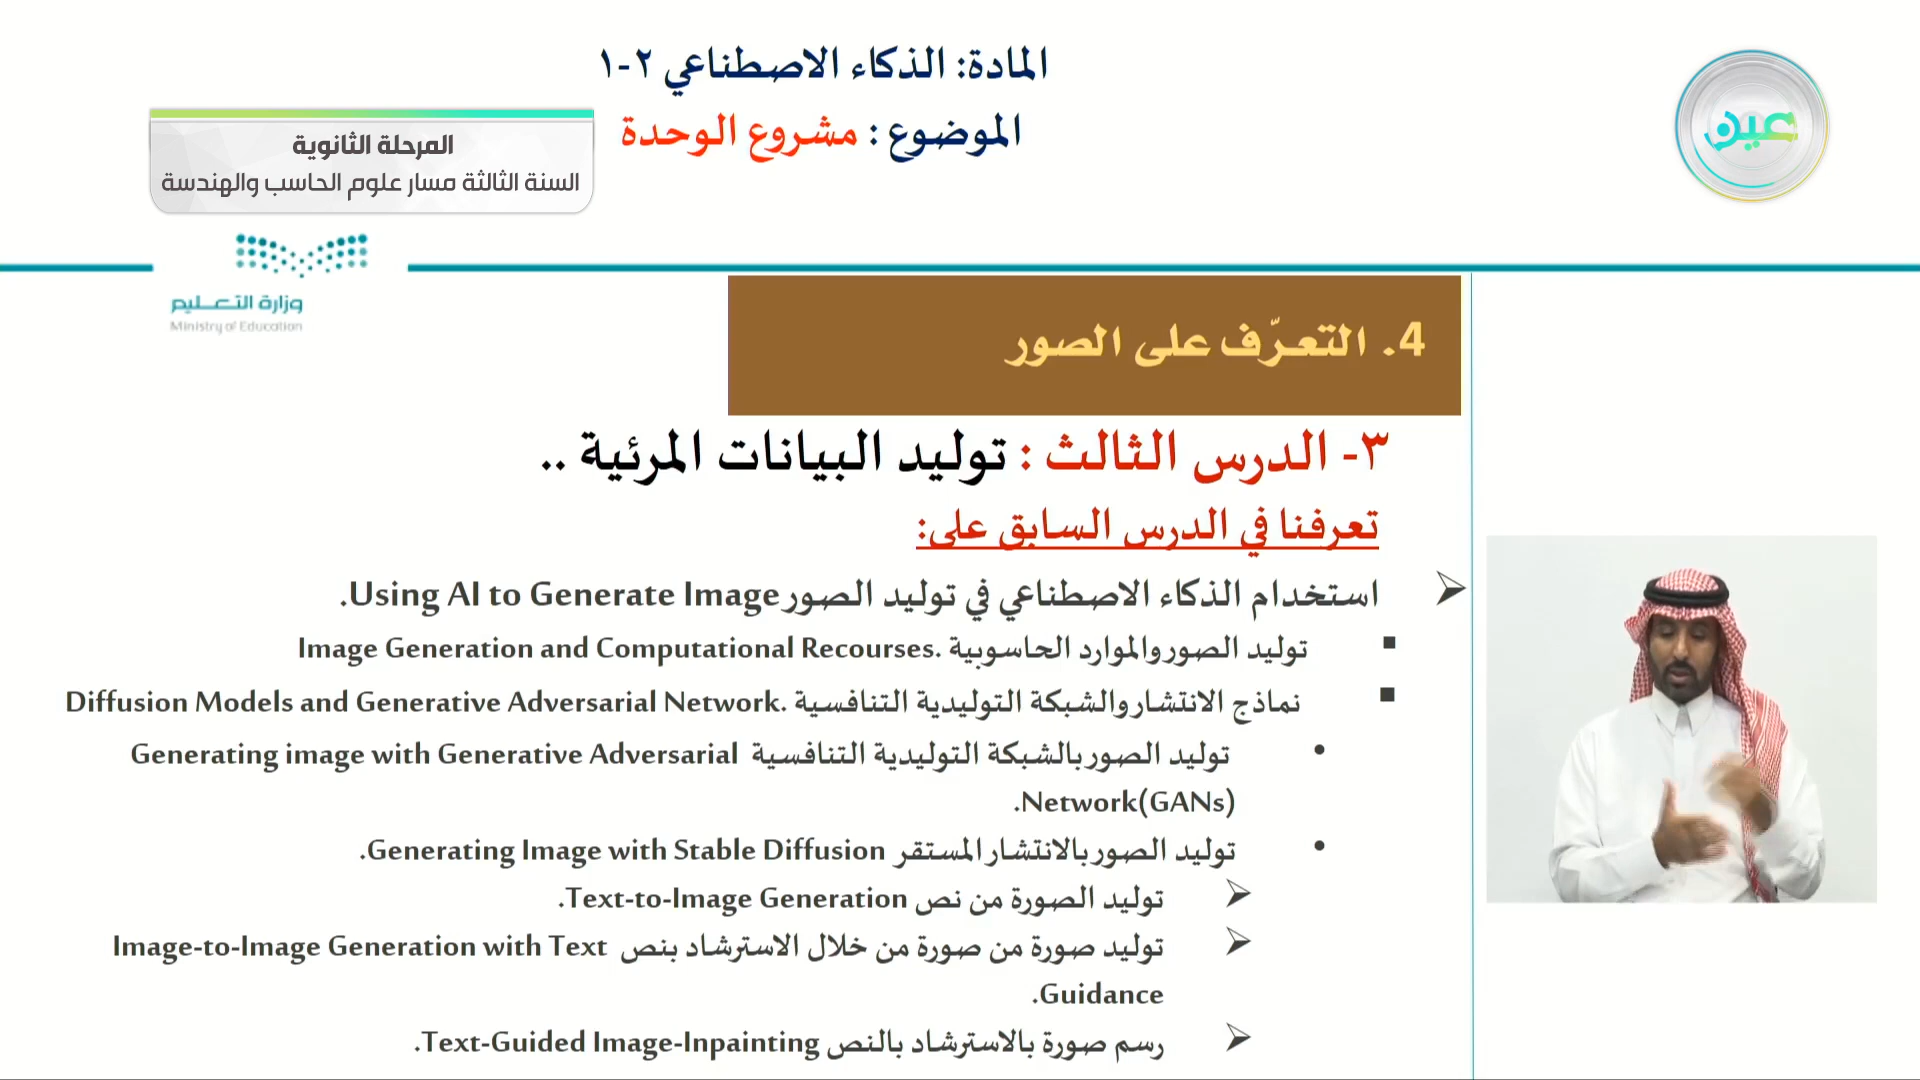 المادة: الذكاء الاصطناعي ٢-١
الموضوع : مشروع الوحدة
عين
المرحلة الثانوية
السنة الثالثة مسار علوم الحاسب والهندسة
وزارة التعليم
Ministry of Education
4. التعرّف على الصور
٣- الدرس الثالث : توليد البيانات المرئية ..
تعرفنا في الدرس السابق على:
استخدام الذكاء الاصطناعي في توليد الصور Using AI to Generate Image.
توليد الصور والموارد الحاسوبية .Image Generation and Computational Recourses
نماذج الانتشار والشبكة التوليدية التنافسية .Diffusion Models and Generative Adversarial Network
توليد الصور بالشبكة التوليدية التنافسية Generating image with Generative Adversarial
Network(GANs).
توليد الصور بالانتشار المستقر Generating Image with Stable Diffusion.
توليد الصورة من نص Text-to-Image Generation.
توليد صورة من صورة من خلال الاسترشاد بنص Image-to-Image Generation with Text
Guidance.
رسم صورة بالاسترشاد بالنص Text-Guided Image-Inpainting.